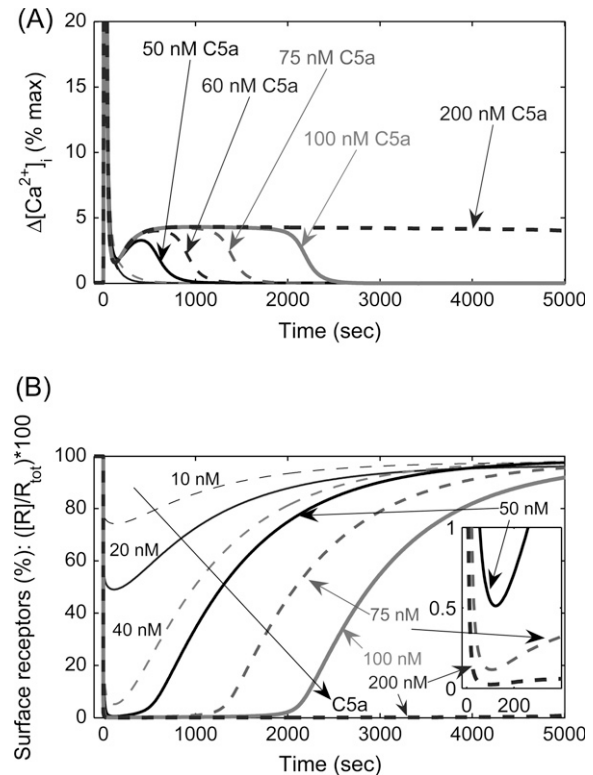 (A)
20
15
10
5
0
Δ[Ca²⁺]ᵢ (% max)
50 nM C5a
75 nM C5a
60 nM C5a
200 nM C5a
100 nM C5a
0 1000 2000 3000 4000 5000
Time (sec)
(B)
Surface receptors (%): ([R]/R_tot)*100
100
80
60
40
20
0
10 nM
20 nM
40 nM
50 nM
75 nM
100 nM
200 nM
C5a
1
0.5
0
0 200
0 1000 2000 3000 4000 5000
Time (sec)